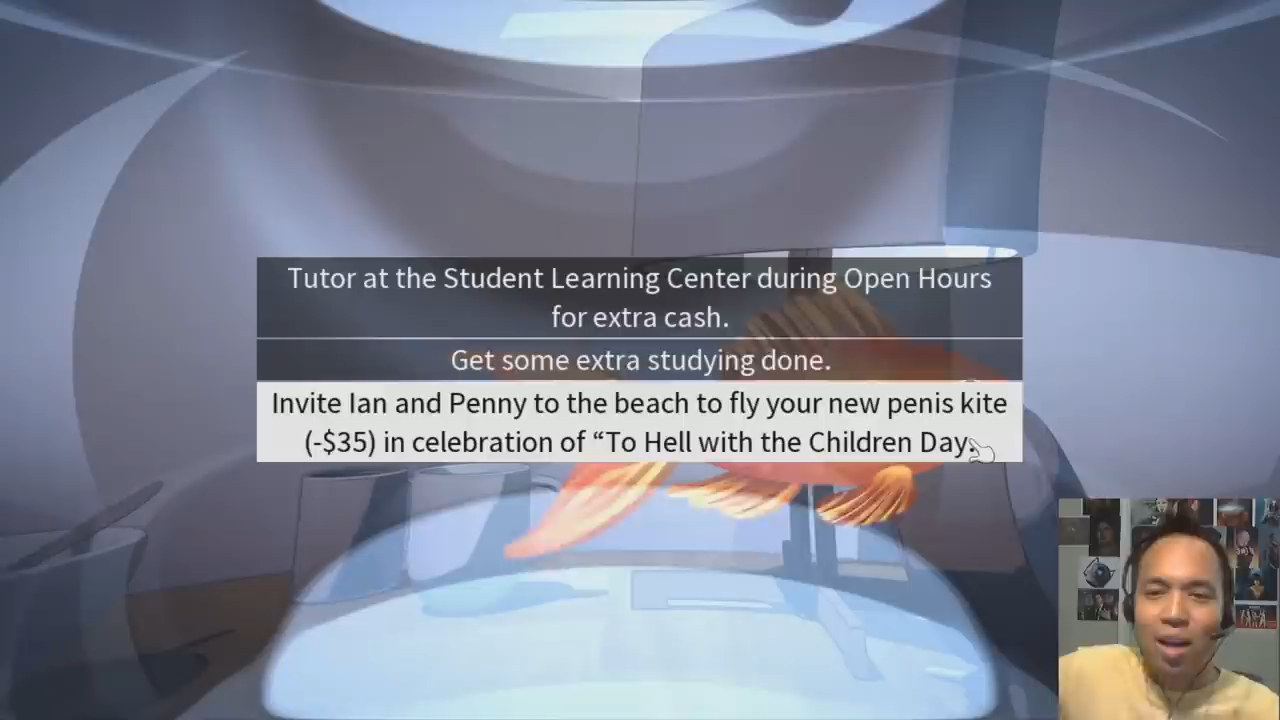 Tutor at the Student Learning Center during Open Hours
for extra cash.
Get some extra studying done.
Invite Ian and Penny to the beach to fly your new penis kite
(-$35) in celebration of “To Hell with the Children Day.